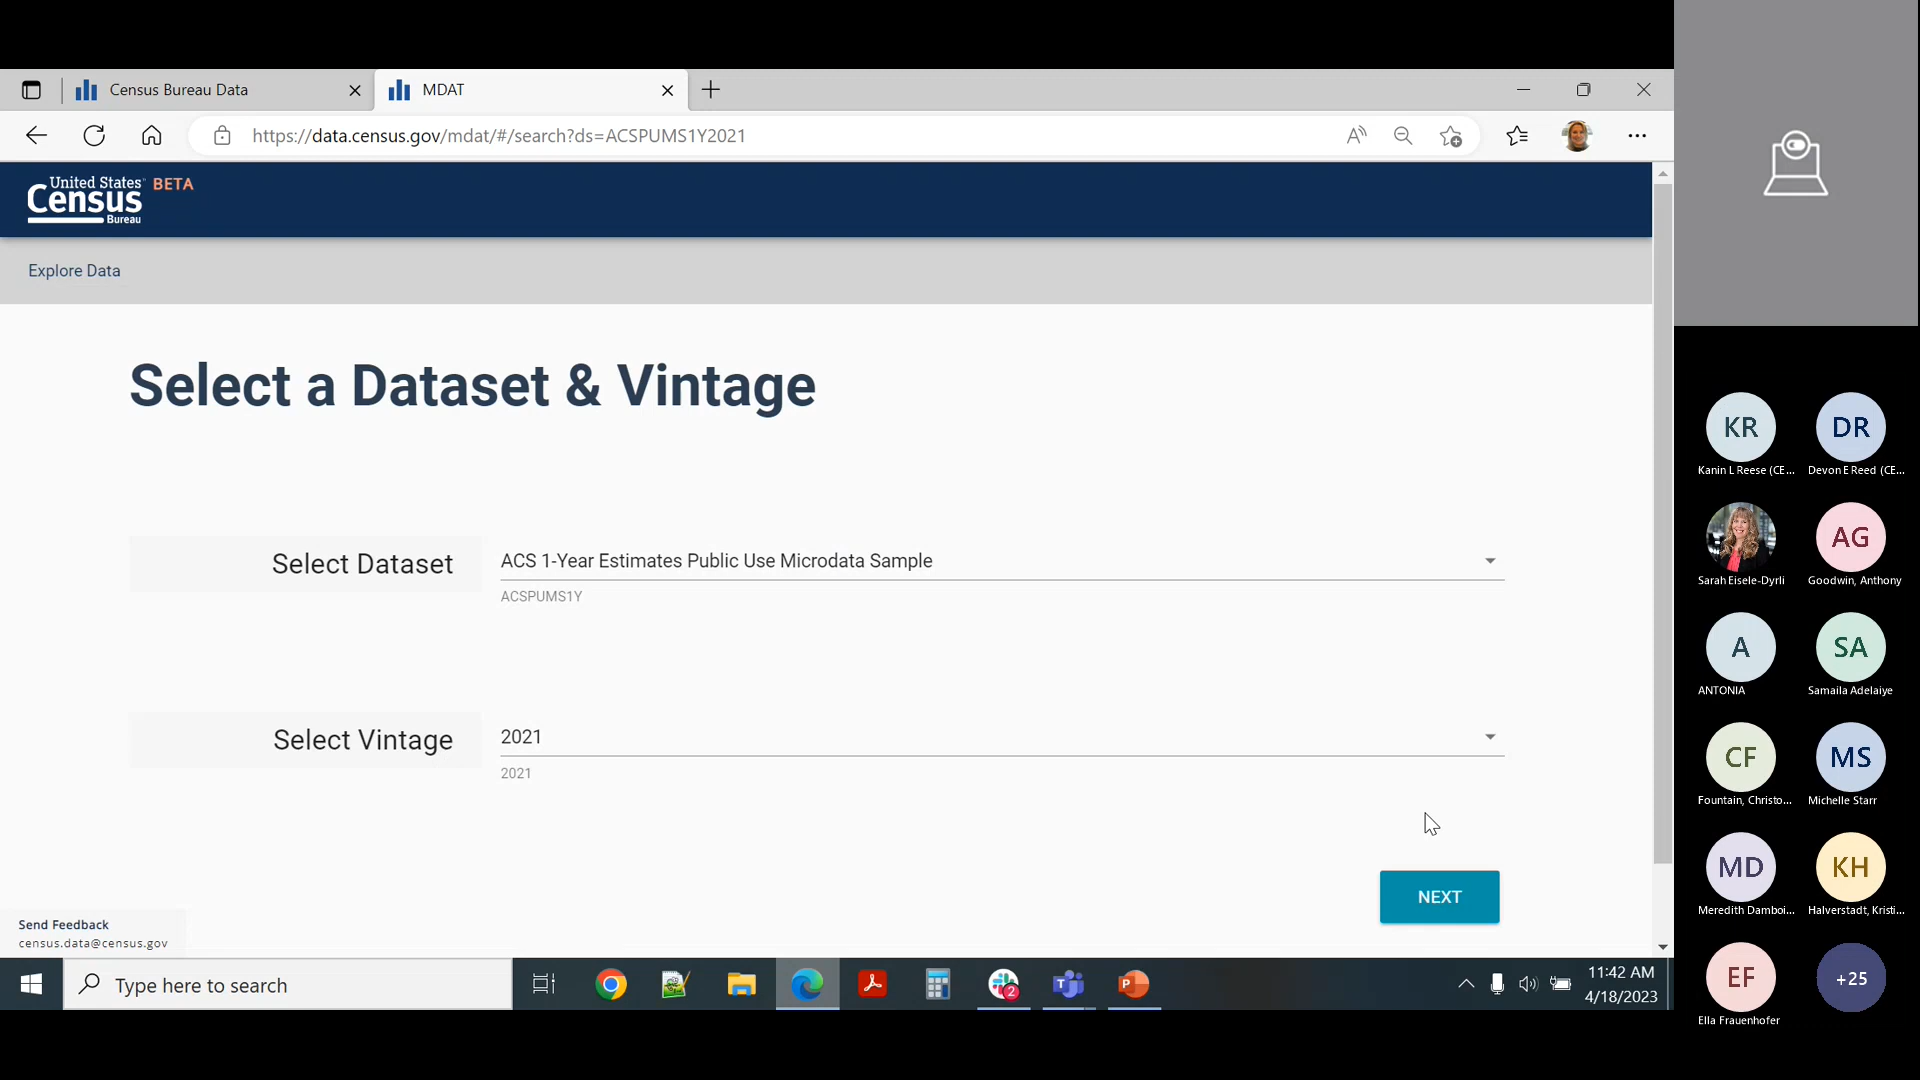 Census Bureau Data
MDAT
https://data.census.gov/mdat/#/search?ds=ACSPUMS1Y2021
United States™ BETA
Census
Bureau
Explore Data
Select a Dataset & Vintage
Select Dataset
ACS 1-Year Estimates Public Use Microdata Sample
ACSPUMS1Y
Select Vintage
2021
2021
NEXT
Send Feedback
census.data@census.gov
Type here to search
2
11:42 AM
4/18/2023
KR
Kanin L Reese (CE...
DR
Devon E Reed (CE...
Sarah Eisele-Dyrli
AG
Goodwin, Anthony
A
ANTONIA
SA
Samaila Adelaiye
CF
Fountain, Christo...
MS
Michelle Starr
MD
Meredith Damboi...
KH
Halverstadt, Kristi...
EF
Ella Frauenhofer
+25